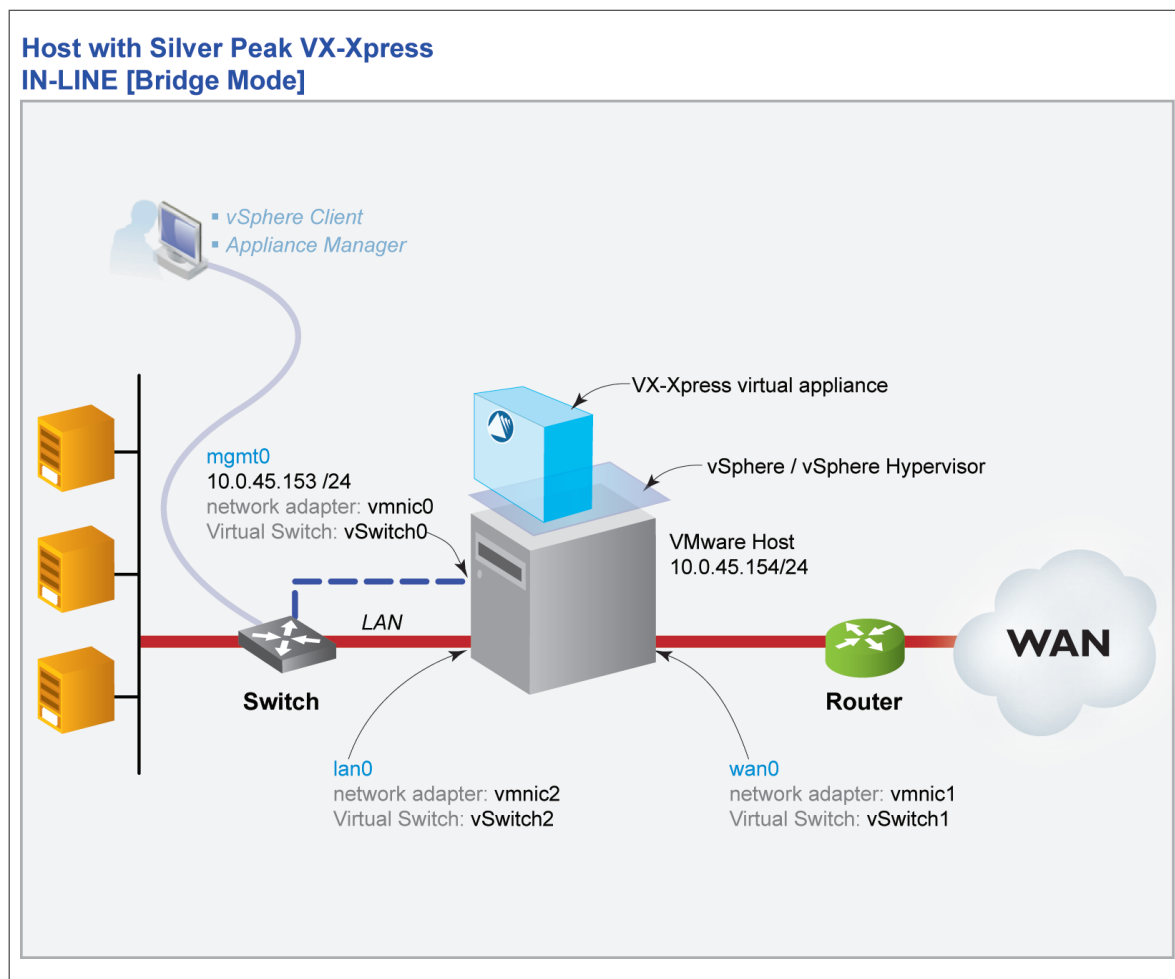 Host with Silver Peak VX-Xpress
IN-LINE [Bridge Mode]
▪ vSphere Client
▪ Appliance Manager
VX-Xpress virtual appliance
mgmt0
10.0.45.153 /24
network adapter: vmnic0
Virtual Switch: vSwitch0
vSphere / vSphere Hypervisor
VMware Host
10.0.45.154/24
LAN
WAN
Switch
Router
lan0
network adapter: vmnic2
Virtual Switch: vSwitch2
wan0
network adapter: vmnic1
Virtual Switch: vSwitch1